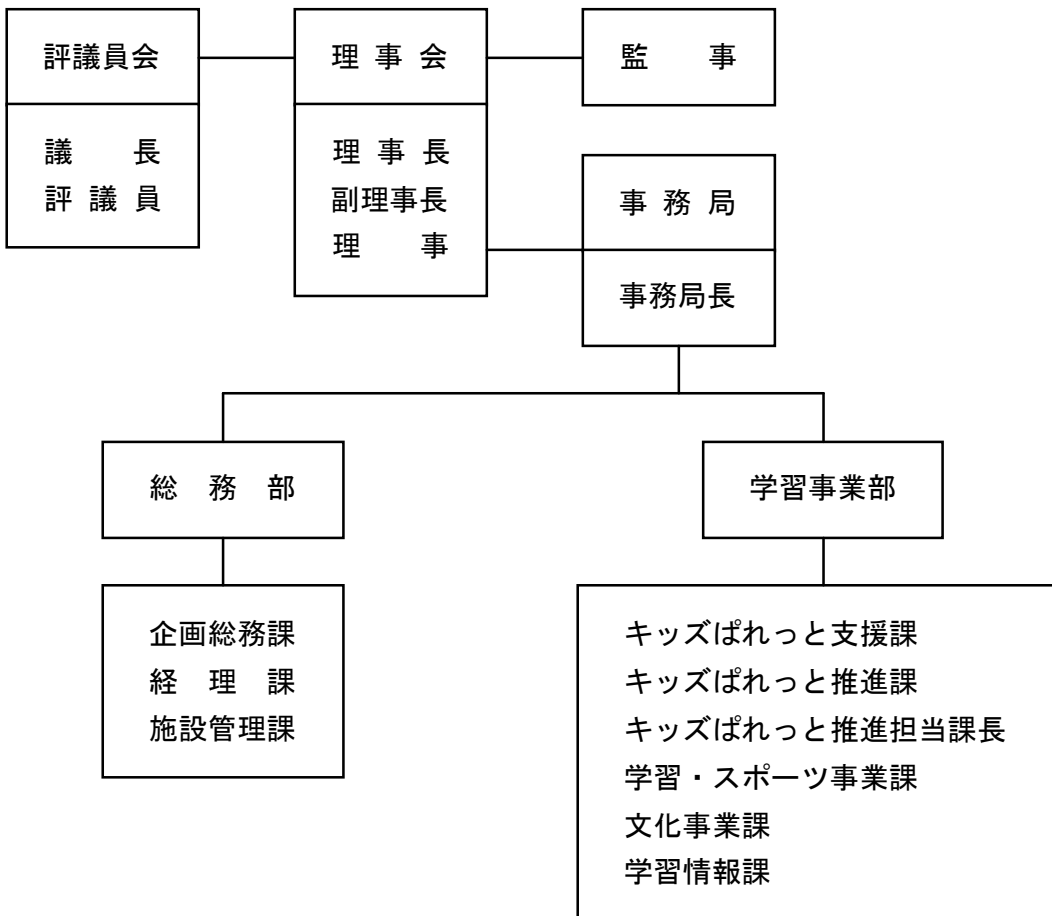 評議員会
議　　長
評 議 員
理 事 会
理 事 長
副理事長
理　　事
監　　事
事 務 局
事務局長
総　務　部
企画総務課
経　理　課
施設管理課
学習事業部
キッズぱれっと支援課
キッズぱれっと推進課
キッズぱれっと推進担当課長
学習・スポーツ事業課
文化事業課
学習情報課